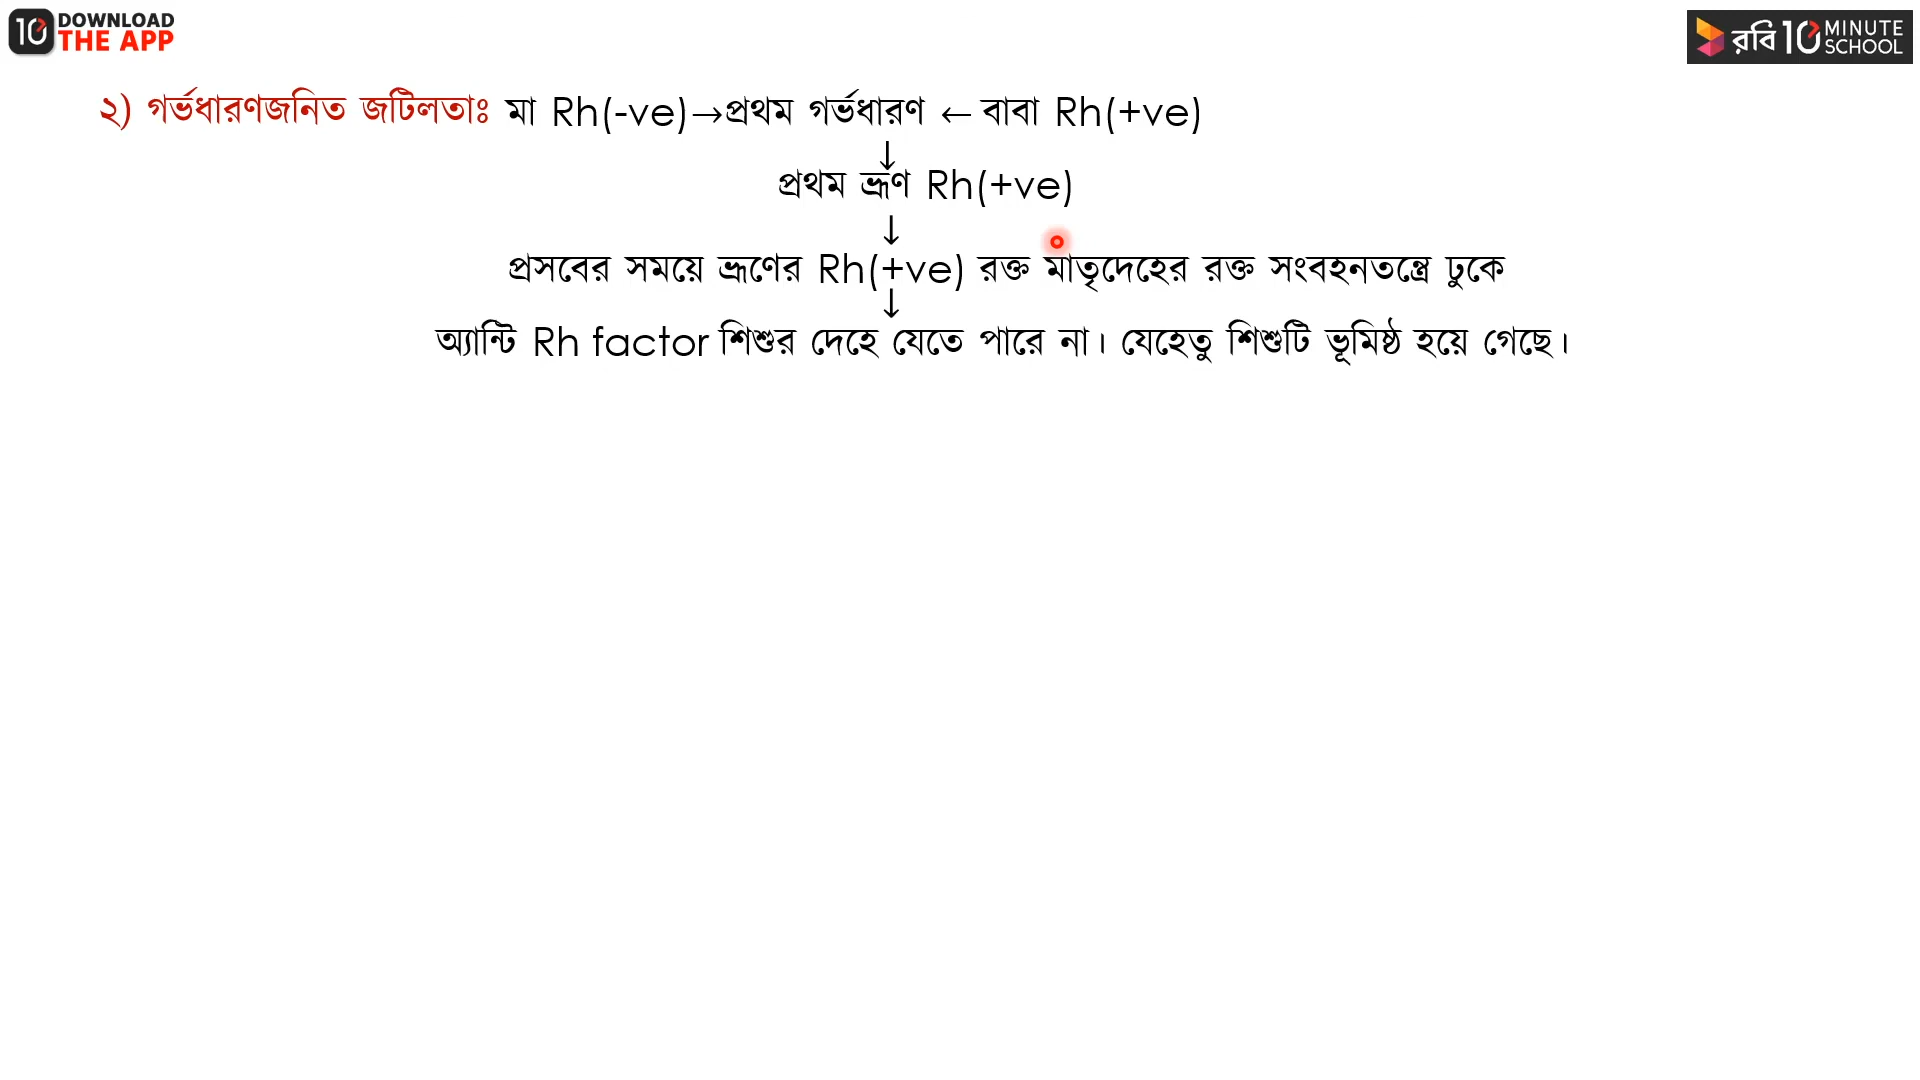 10 DOWNLOAD
THE APP
রবি 10 MINUTE
SCHOOL
২) গর্ভধারণজনিত জটিলতাঃ মা Rh(-ve)→প্রথম গর্ভধারণ ← বাবা Rh(+ve)
↓
প্রথম ভ্রূণ Rh(+ve)
↓
প্রসবের সময়ে ভ্রূণের Rh(+ve) রক্ত মাতৃদেহের রক্ত সংবহনতন্ত্রে ঢুকে
↓
অ্যান্টি Rh factor শিশুর দেহে যেতে পারে না। যেহেতু শিশুটি ভূমিষ্ঠ হয়ে গেছে।